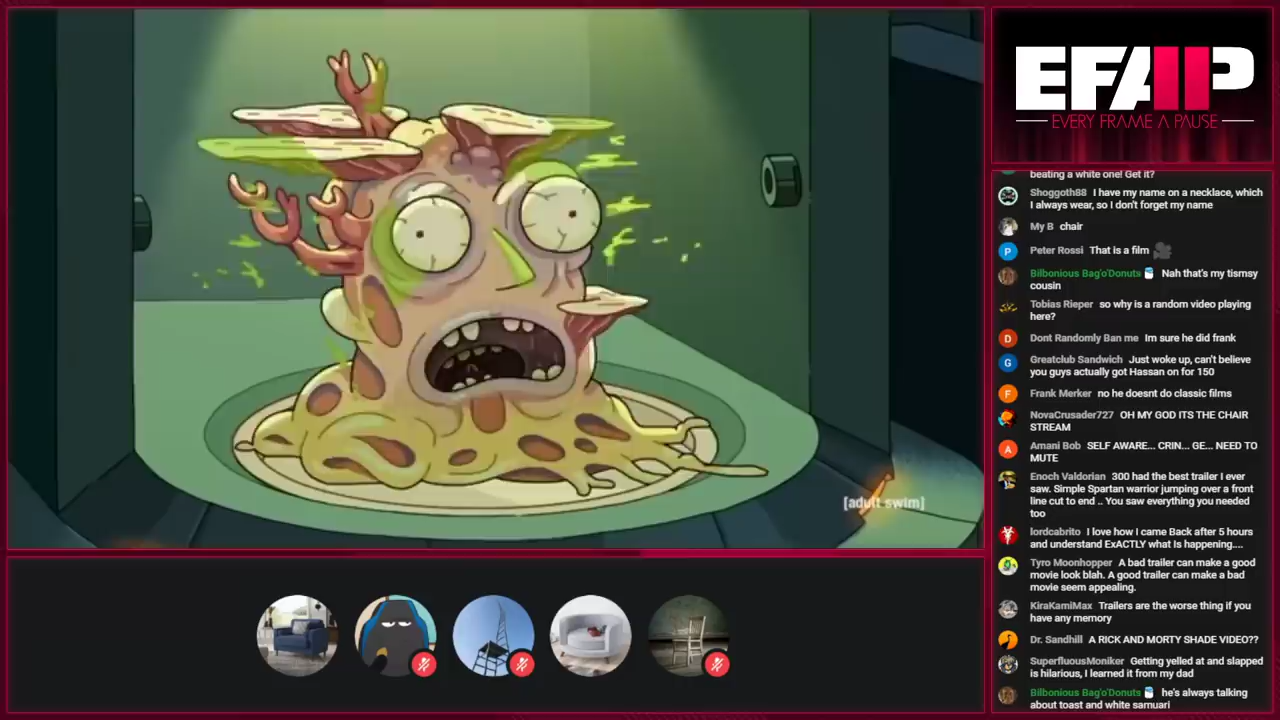 [adult swim]
EFAP
EVERY FRAME A PAUSE
beating a white one! Get it?
Shoggoth88 I have my name on a necklace, which
I always wear, so I don't forget my name
My B chair
Peter Rossi That is a film
Bilbonious Bag'o'Donuts Nah that's my tismsy
cousin
Tobias Rieper so why is a random video playing
here?
Dont Randomly Ban me Im sure he did frank
Greatclub Sandwich Just woke up, can't believe
you guys actually got Hassan on for 150
Frank Merker no he doesnt do classic films
NovaCrusader727 OH MY GOD ITS THE CHAIR
STREAM
Amani Bob SELF AWARE... CRIN... GE... NEED TO
MUTE
Enoch Valdorian 300 had the best trailer I ever
saw. Simple Spartan warrior jumping over a front
line cut to end .. You saw everything you needed
too
lordcabrito I love how I came Back after 5 hours
and understand ExACTLY what Is happening....
Tyro Moonhopper A bad trailer can make a good
movie look blah. A good trailer can make a bad
movie seem appealing.
KiraKamiMax Trailers are the worse thing if you
have any memory
Dr. Sandhill A RICK AND MORTY SHADE VIDEO??
SuperfluousMoniker Getting yelled at and slapped
is hilarious, I learned it from my dad
Bilbonious Bag'o'Donuts he's always talking
about toast and white samuari
P
D
G
F
A